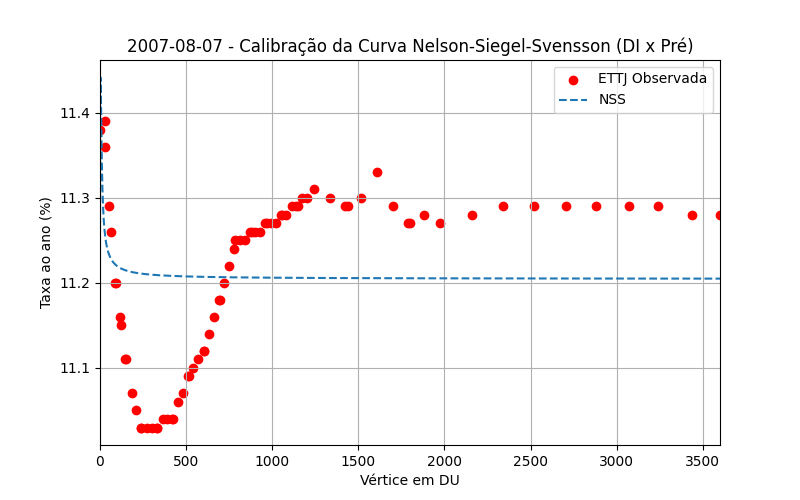 2007-08-07 - Calibração da Curva Nelson-Siegel-Svensson (DI x Pré)
ETTJ Observada
NSS
Taxa ao ano (%)
11.4
11.3
11.2
11.1
0 500 1000 1500 2000 2500 3000 3500
Vértice em DU